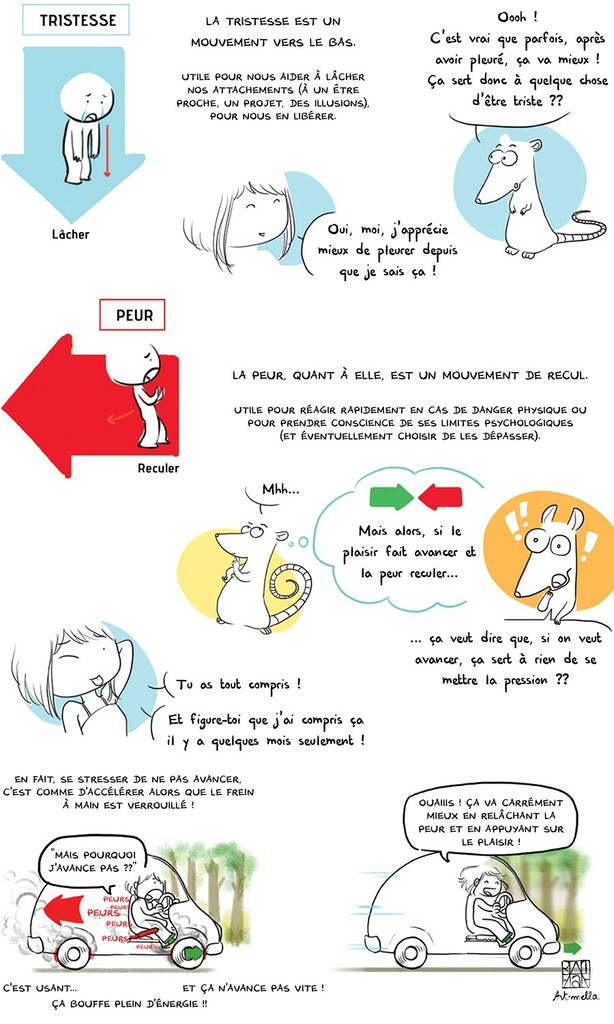 TRISTESSE
LA TRISTESSE EST UN
MOUVEMENT VERS LE BAS.
UTILE POUR NOUS AIDER À LÂCHER
NOS ATTACHEMENTS (À UN ÊTRE
PROCHE, UN PROJET, DES ILLUSIONS),
POUR NOUS EN LIBÉRER.
Oooh !
C'est vrai que parfois, après
avoir pleuré, ça va mieux !
Ça sert donc à quelque chose
d'être triste ??
Lâcher
Oui, moi, j'apprécie
mieux de pleurer depuis
que je sais ça !
PEUR
LA PEUR, QUANT À ELLE, EST UN MOUVEMENT DE RECUL.
UTILE POUR RÉAGIR RAPIDEMENT EN CAS DE DANGER PHYSIQUE OU
POUR PRENDRE CONSCIENCE DE SES LIMITES PSYCHOLOGIQUES
(ET ÉVENTUELLEMENT CHOISIR DE LES DÉPASSER).
Reculer
Mhh...
Mais alors, si le
plaisir fait avancer et
la peur reculer...
!! !!
... ça veut dire que, si on veut
avancer, ça sert à rien de se
mettre la pression ??
Tu as tout compris !
Et figure-toi que j'ai compris ça
il y a quelques mois seulement !
EN FAIT, SE STRESSER DE NE PAS AVANCER,
C'EST COMME D'ACCÉLÉRER ALORS QUE LE FREIN
À MAIN EST VERROUILLÉ !
"MAIS POURQUOI
J'AVANCE PAS ??"
PEURS
PEURS
PEURS
PEURS
PEURS
PEURS
C'EST USANT...
ET ÇA N'AVANCE PAS VITE !
ÇA BOUFFE PLEIN D'ÉNERGIE !!
OUAIIIS ! ÇA VA CARRÉMENT
MIEUX EN RELÂCHANT LA
PEUR ET EN APPUYANT SUR
LE PLAISIR !
Art-mella